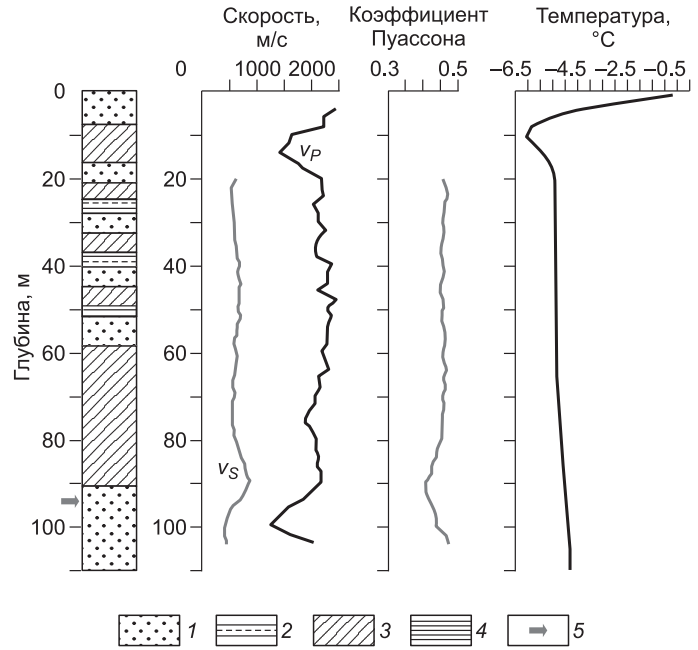 Скорость,
м/с
Коэффициент
Пуассона
Температура,
°C
0 1000 2000
0.3 0.5
–6.5 –4.5 –2.5 –0.5
Глубина, м
0
20
40
60
80
100
20
40
60
80
100
v_P
v_S
1 2 3 4 5